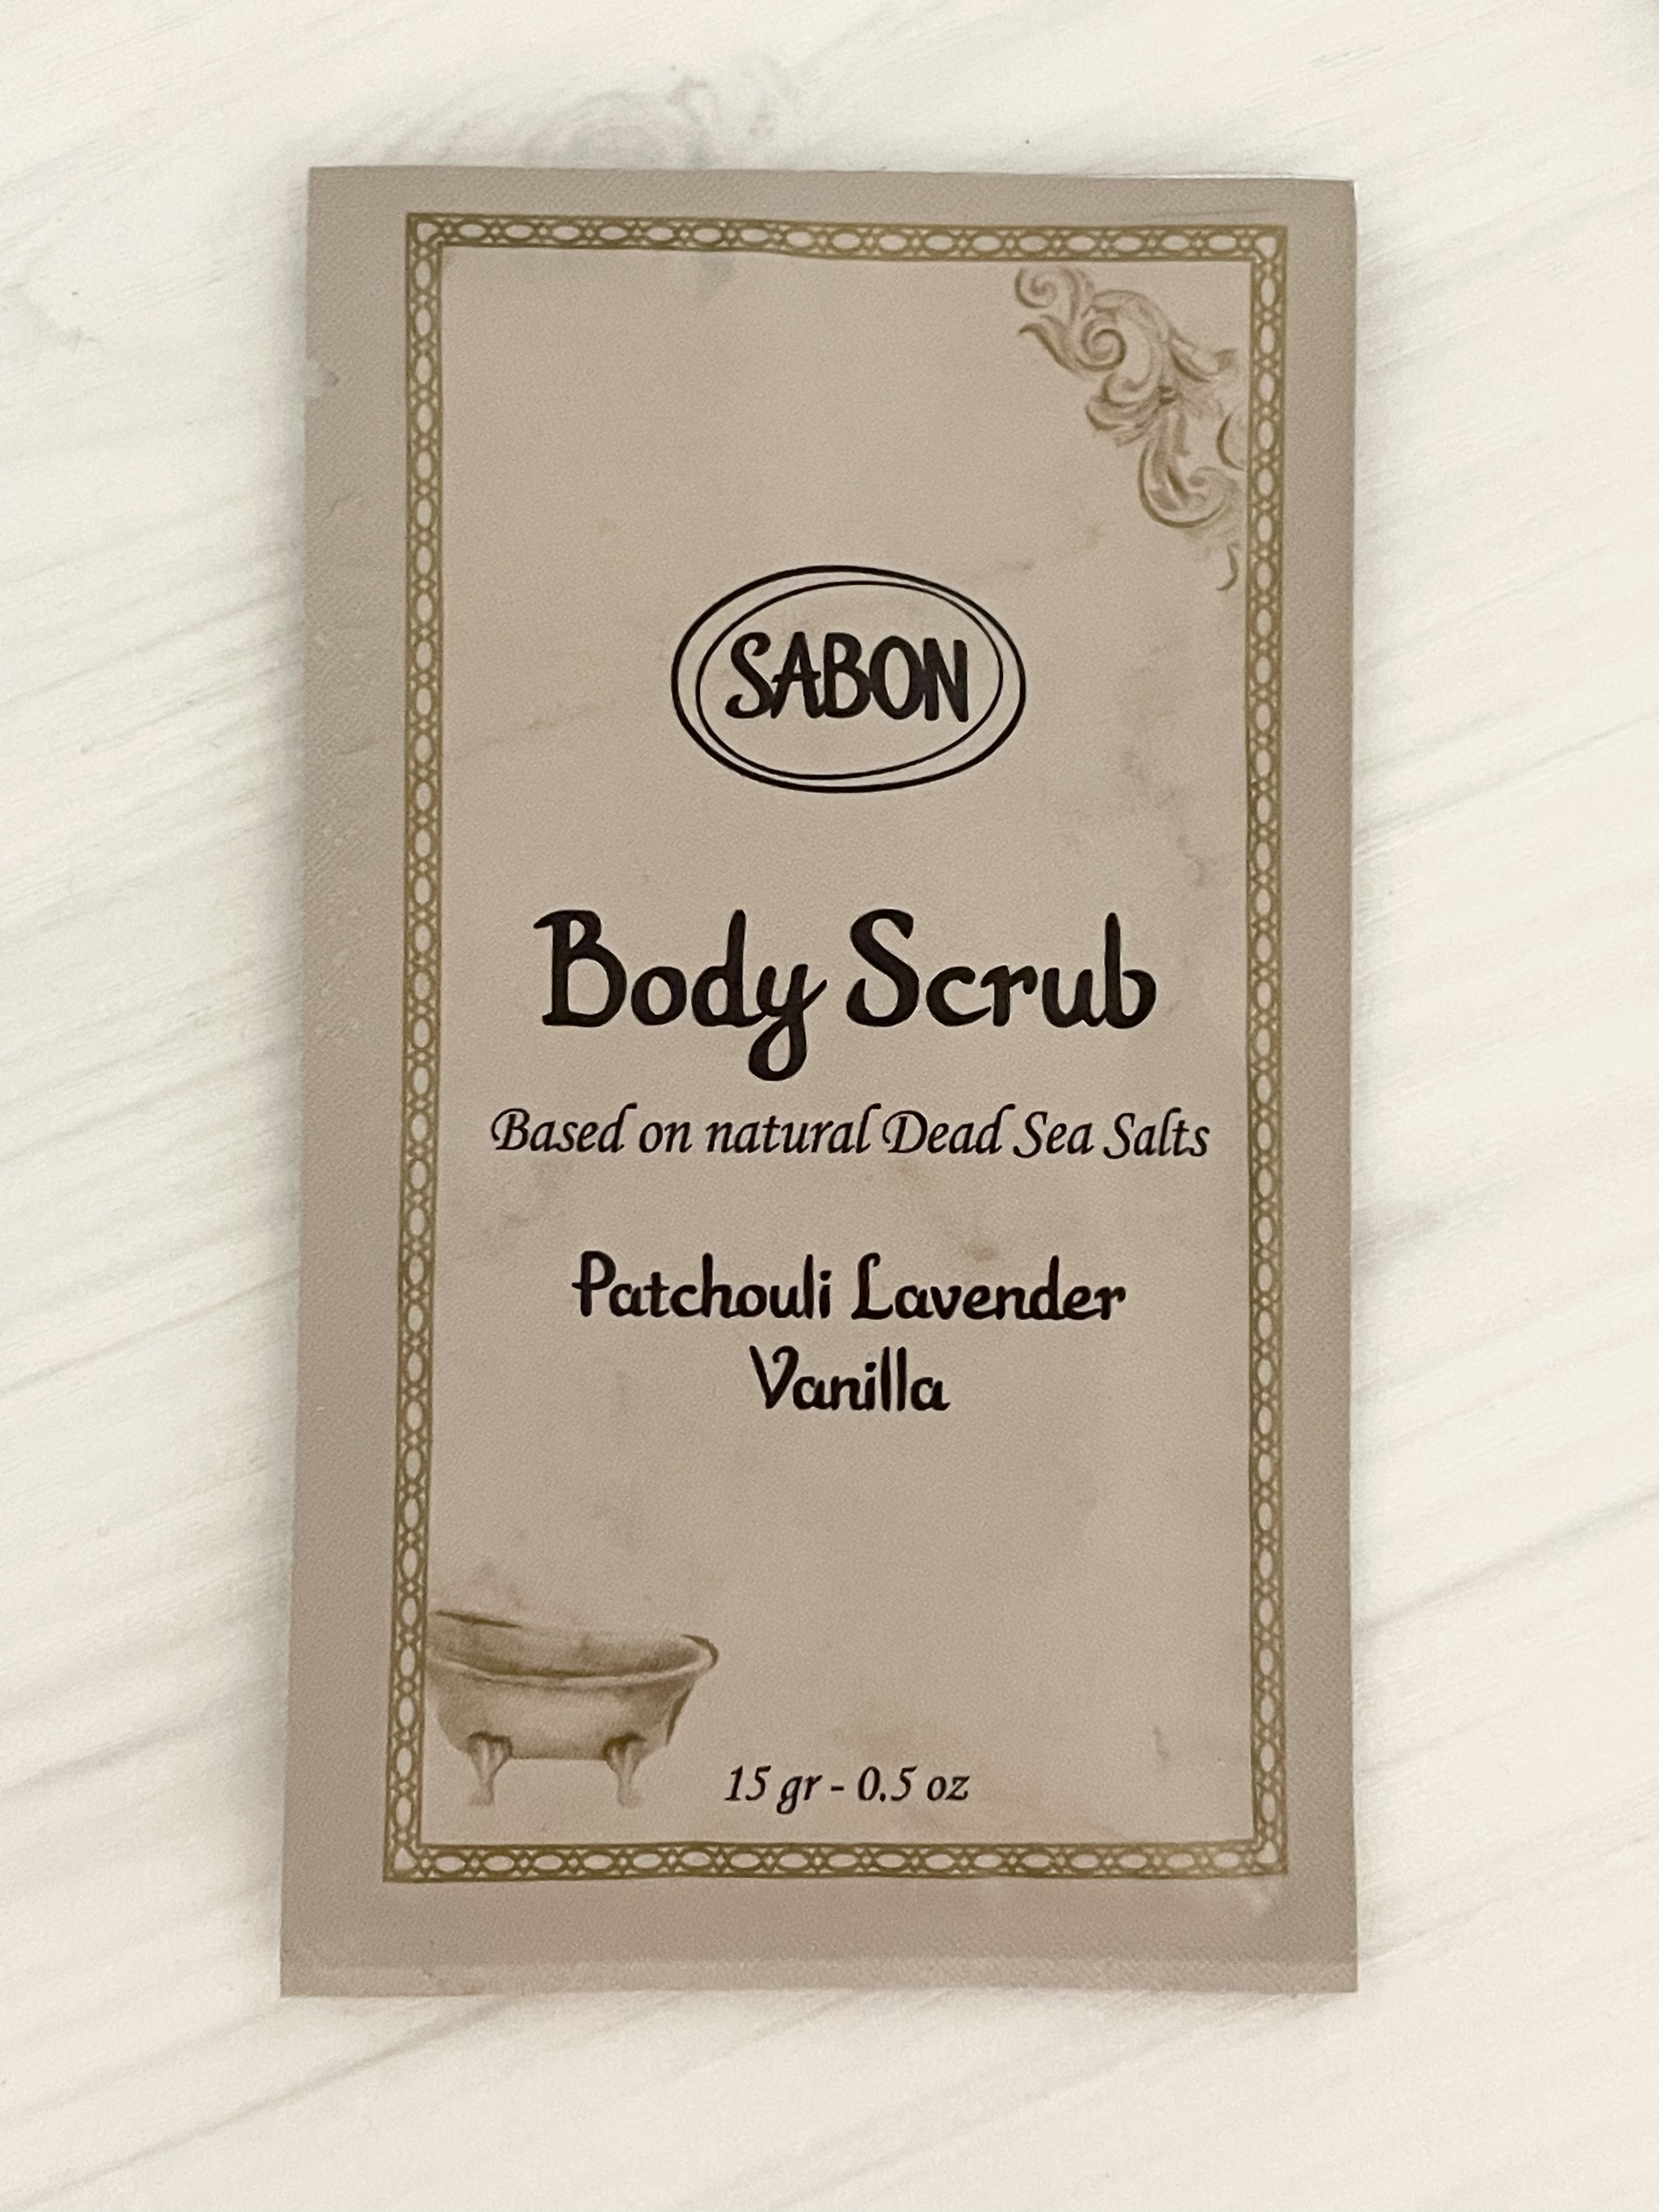 SABON
Body Scrub
Based on natural Dead Sea Salts
Patchouli Lavender
Vanilla
15 gr - 0.5 oz